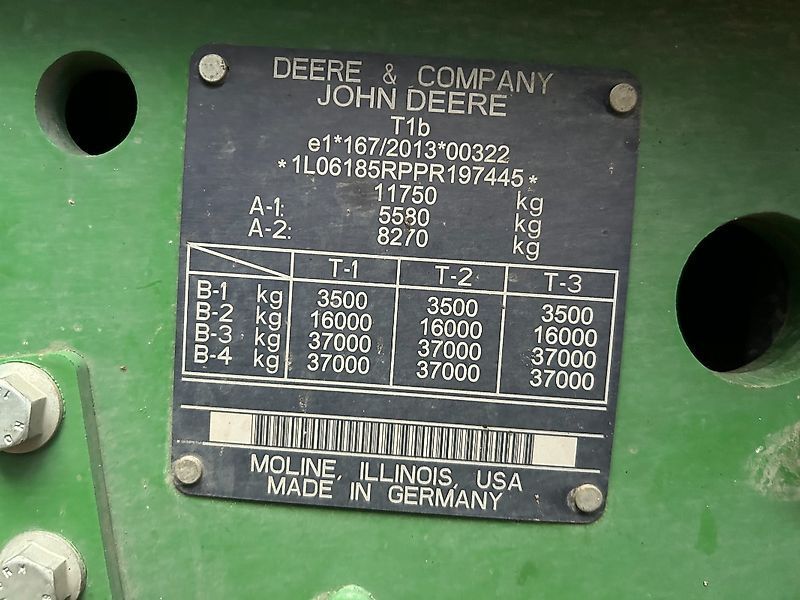 DEERE & COMPANY
JOHN DEERE
T1b
e1*167/2013*00322
*1L06185RPPR197445*
11750 kg
A-1: 5580 kg
A-2: 8270 kg
T-1 T-2 T-3
B-1 kg 3500 3500 3500
B-2 kg 16000 16000 16000
B-3 kg 37000 37000 37000
B-4 kg 37000 37000 37000
MOLINE, ILLINOIS, USA
MADE IN GERMANY